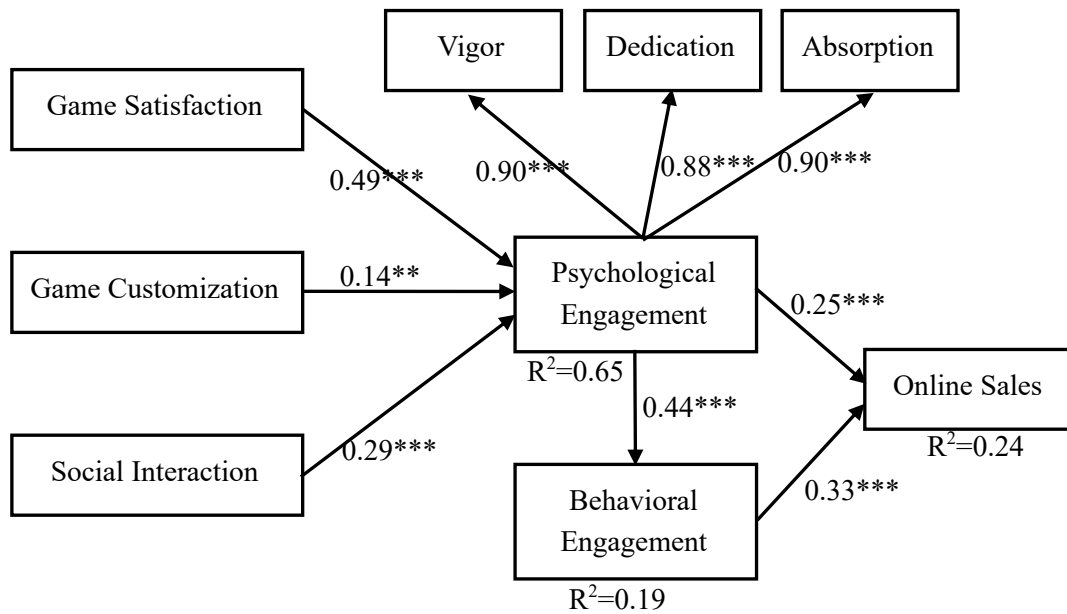 Vigor
Dedication
Absorption
Game Satisfaction
0.49***
0.90***
0.88***
0.90***
Game Customization
0.14**
Psychological
Engagement
R²=0.65
0.25***
Online Sales
R²=0.24
0.44***
Social Interaction
0.29***
Behavioral
Engagement
R²=0.19
0.33***